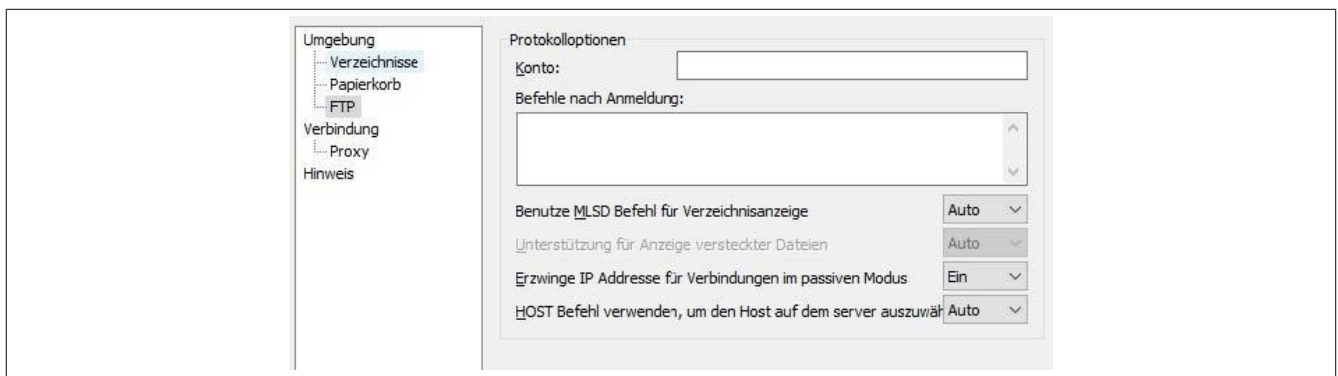 Umgebung
Verzeichnisse
Papierkorb
FTP
Verbindung
Proxy
Hinweis
Protokolloptionen
Konto:
Befehle nach Anmeldung:
Benutze MLSD Befehl für Verzeichnisanzeige Auto
Unterstützung für Anzeige versteckter Dateien Auto
Erzwinge IP Addresse für Verbindungen im passiven Modus Ein
HOST Befehl verwenden, um den Host auf dem server auszuwäh Auto